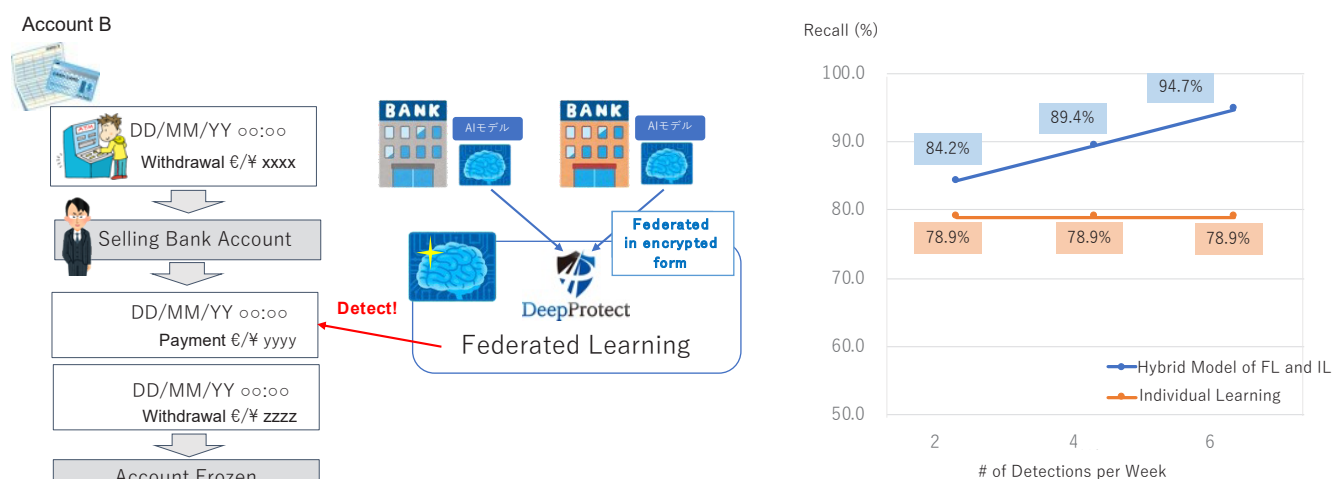 Account B
DD/MM/YY ○○:○○
Withdrawal €/¥ xxxx
Selling Bank Account
DD/MM/YY ○○:○○
Payment €/¥ yyyy
DD/MM/YY ○○:○○
Withdrawal €/¥ zzzz
Account Frozen
BANK
AIモデル
BANK
AIモデル
Federated
in encrypted
form
DeepProtect
Federated Learning
Detect!
Recall (%)
100.0
90.0
80.0
70.0
60.0
50.0
84.2%
89.4%
94.7%
78.9%
78.9%
78.9%
Hybrid Model of FL and IL
Individual Learning
2
4
6
# of Detections per Week